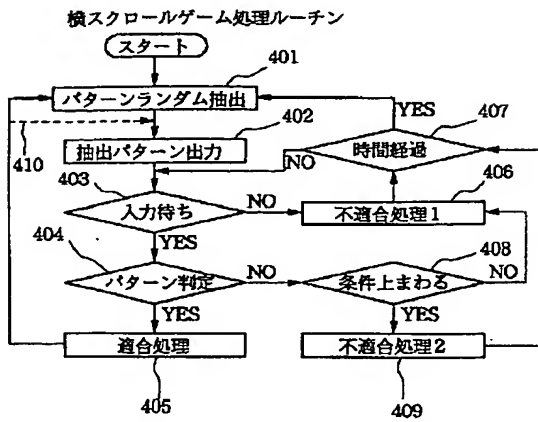 横スクロールゲーム処理ルーチン
スタート
401
パターンランダム抽出
YES
407
402
410
抽出パターン出力
NO
時間経過
403
406
入力待ち
NO
不適合処理1
404
YES
408
パターン判定
NO
条件上まわる
NO
YES
YES
適合処理
不適合処理2
405
409